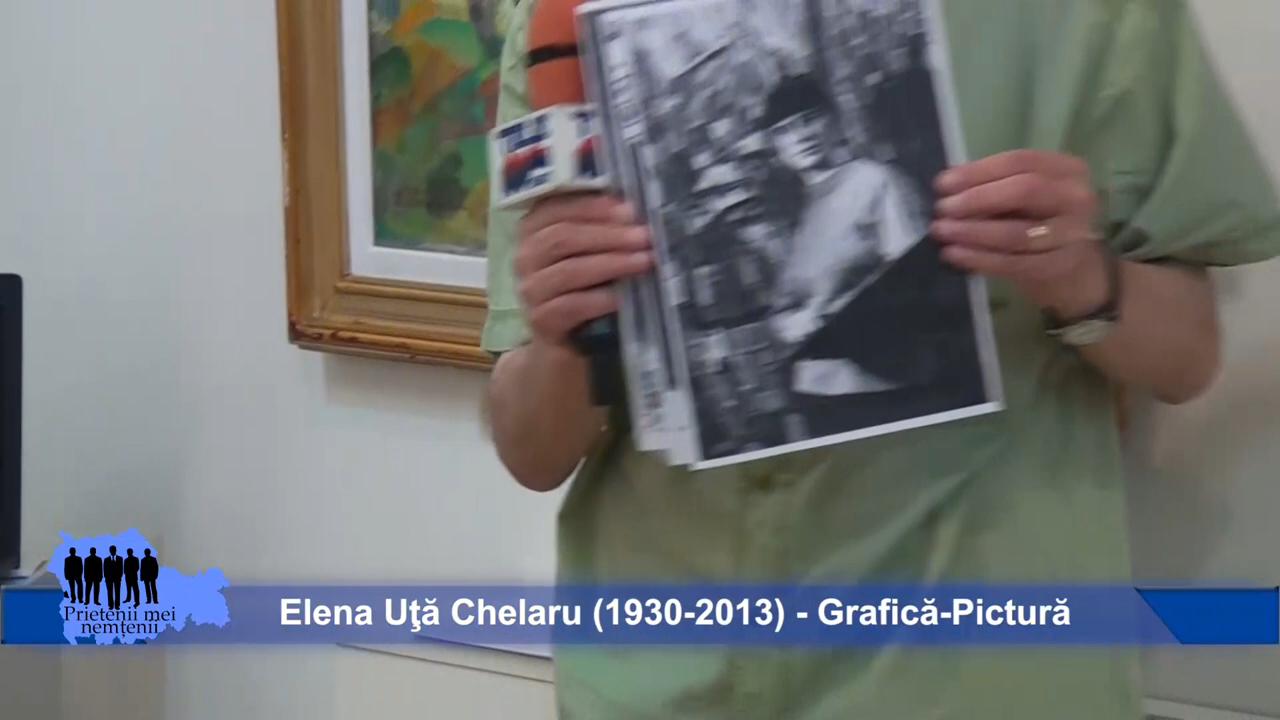 Prietenii mei
nemțenii
Elena Uţă Chelaru (1930-2013) - Grafică-Pictură